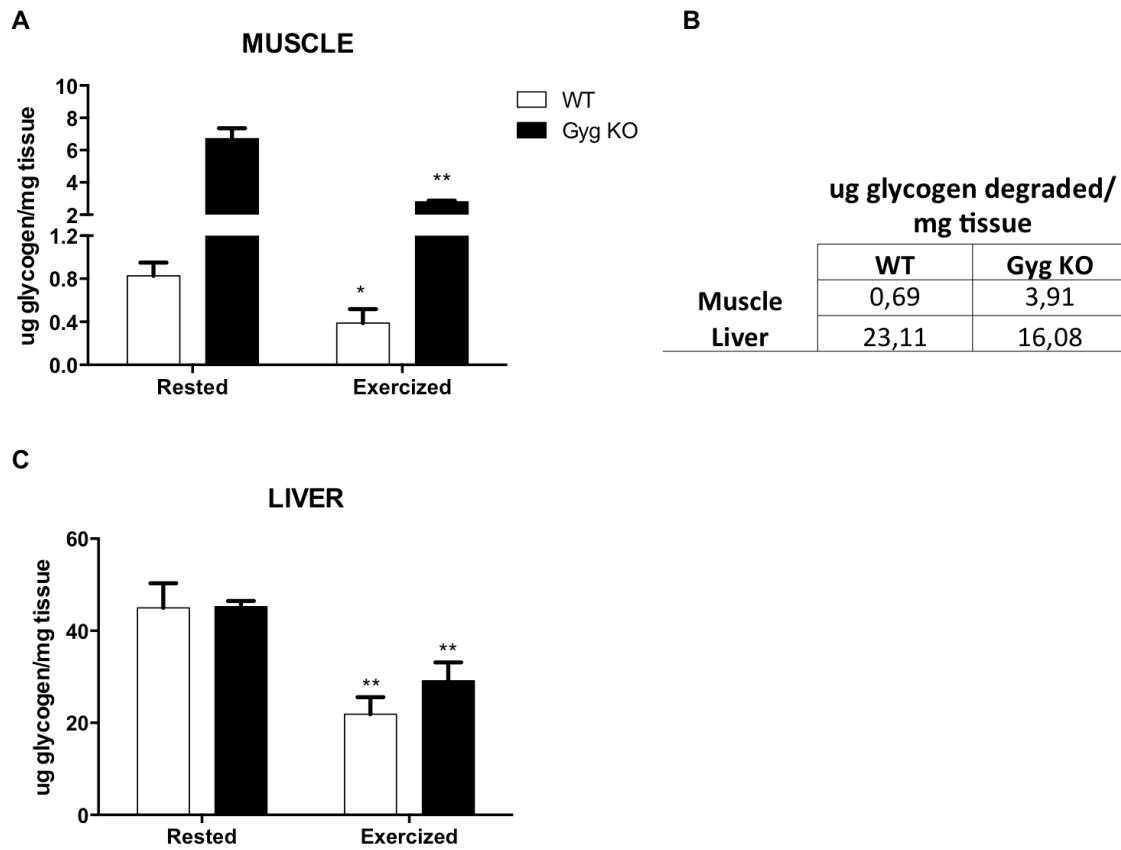 A
MUSCLE
ug glycogen/mg tissue
10
8
6
4
2
1.2
0.8
0.4
0.0
*
**
Rested Exercized
WT
Gyg KO
B
ug glycogen degraded/
mg tissue
WT Gyg KO
Muscle 0,69 3,91
Liver 23,11 16,08
C
LIVER
ug glycogen/mg tissue
60
40
20
0
**
**
Rested Exercized